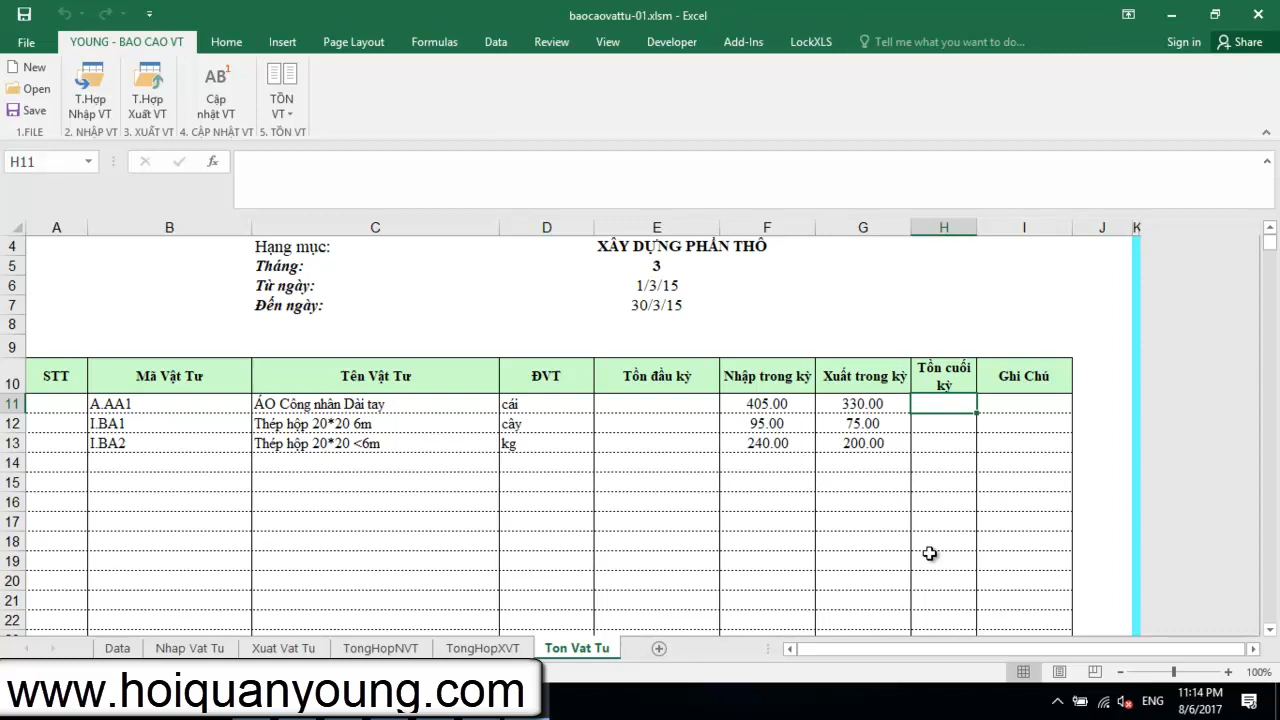 baocaovattu-01.xlsm - Excel
File YOUNG - BAO CAO VT Home Insert Page Layout Formulas Data Review View Developer Add-Ins LockXLS Tell me what you want to do... Sign in Share
New
Open
Save
T.Hợp Nhập VT
T.Hợp Xuất VT
AB1 Cập nhật VT
TỒN VT
1.FILE 2. NHẬP VT 3. XUẤT VT 4. CẬP NHẬT VT 5. TỒN VT
H11 fx
A B C D E F G H I J K
4 Hạng mục: XÂY DỰNG PHẦN THÔ
5 Tháng: 3
6 Từ ngày: 1/3/15
7 Đến ngày: 30/3/15
8
9
10 STT Mã Vật Tư Tên Vật Tư ĐVT Tồn đầu kỳ Nhập trong kỳ Xuất trong kỳ Tồn cuối kỳ Ghi Chú
11 A.AA1 ÁO Công nhân Dài tay cái 405.00 330.00
12 I.BA1 Thép hộp 20*20 6m cây 95.00 75.00
13 I.BA2 Thép hộp 20*20 <6m kg 240.00 200.00
14
15
16
17
18
19
20
21
22
Data Nhap Vat Tu Xuat Vat Tu TongHopNVT TongHopXVT Ton Vat Tu
100%
www.hoiquanyoung.com
ENG 11:14 PM
8/6/2017